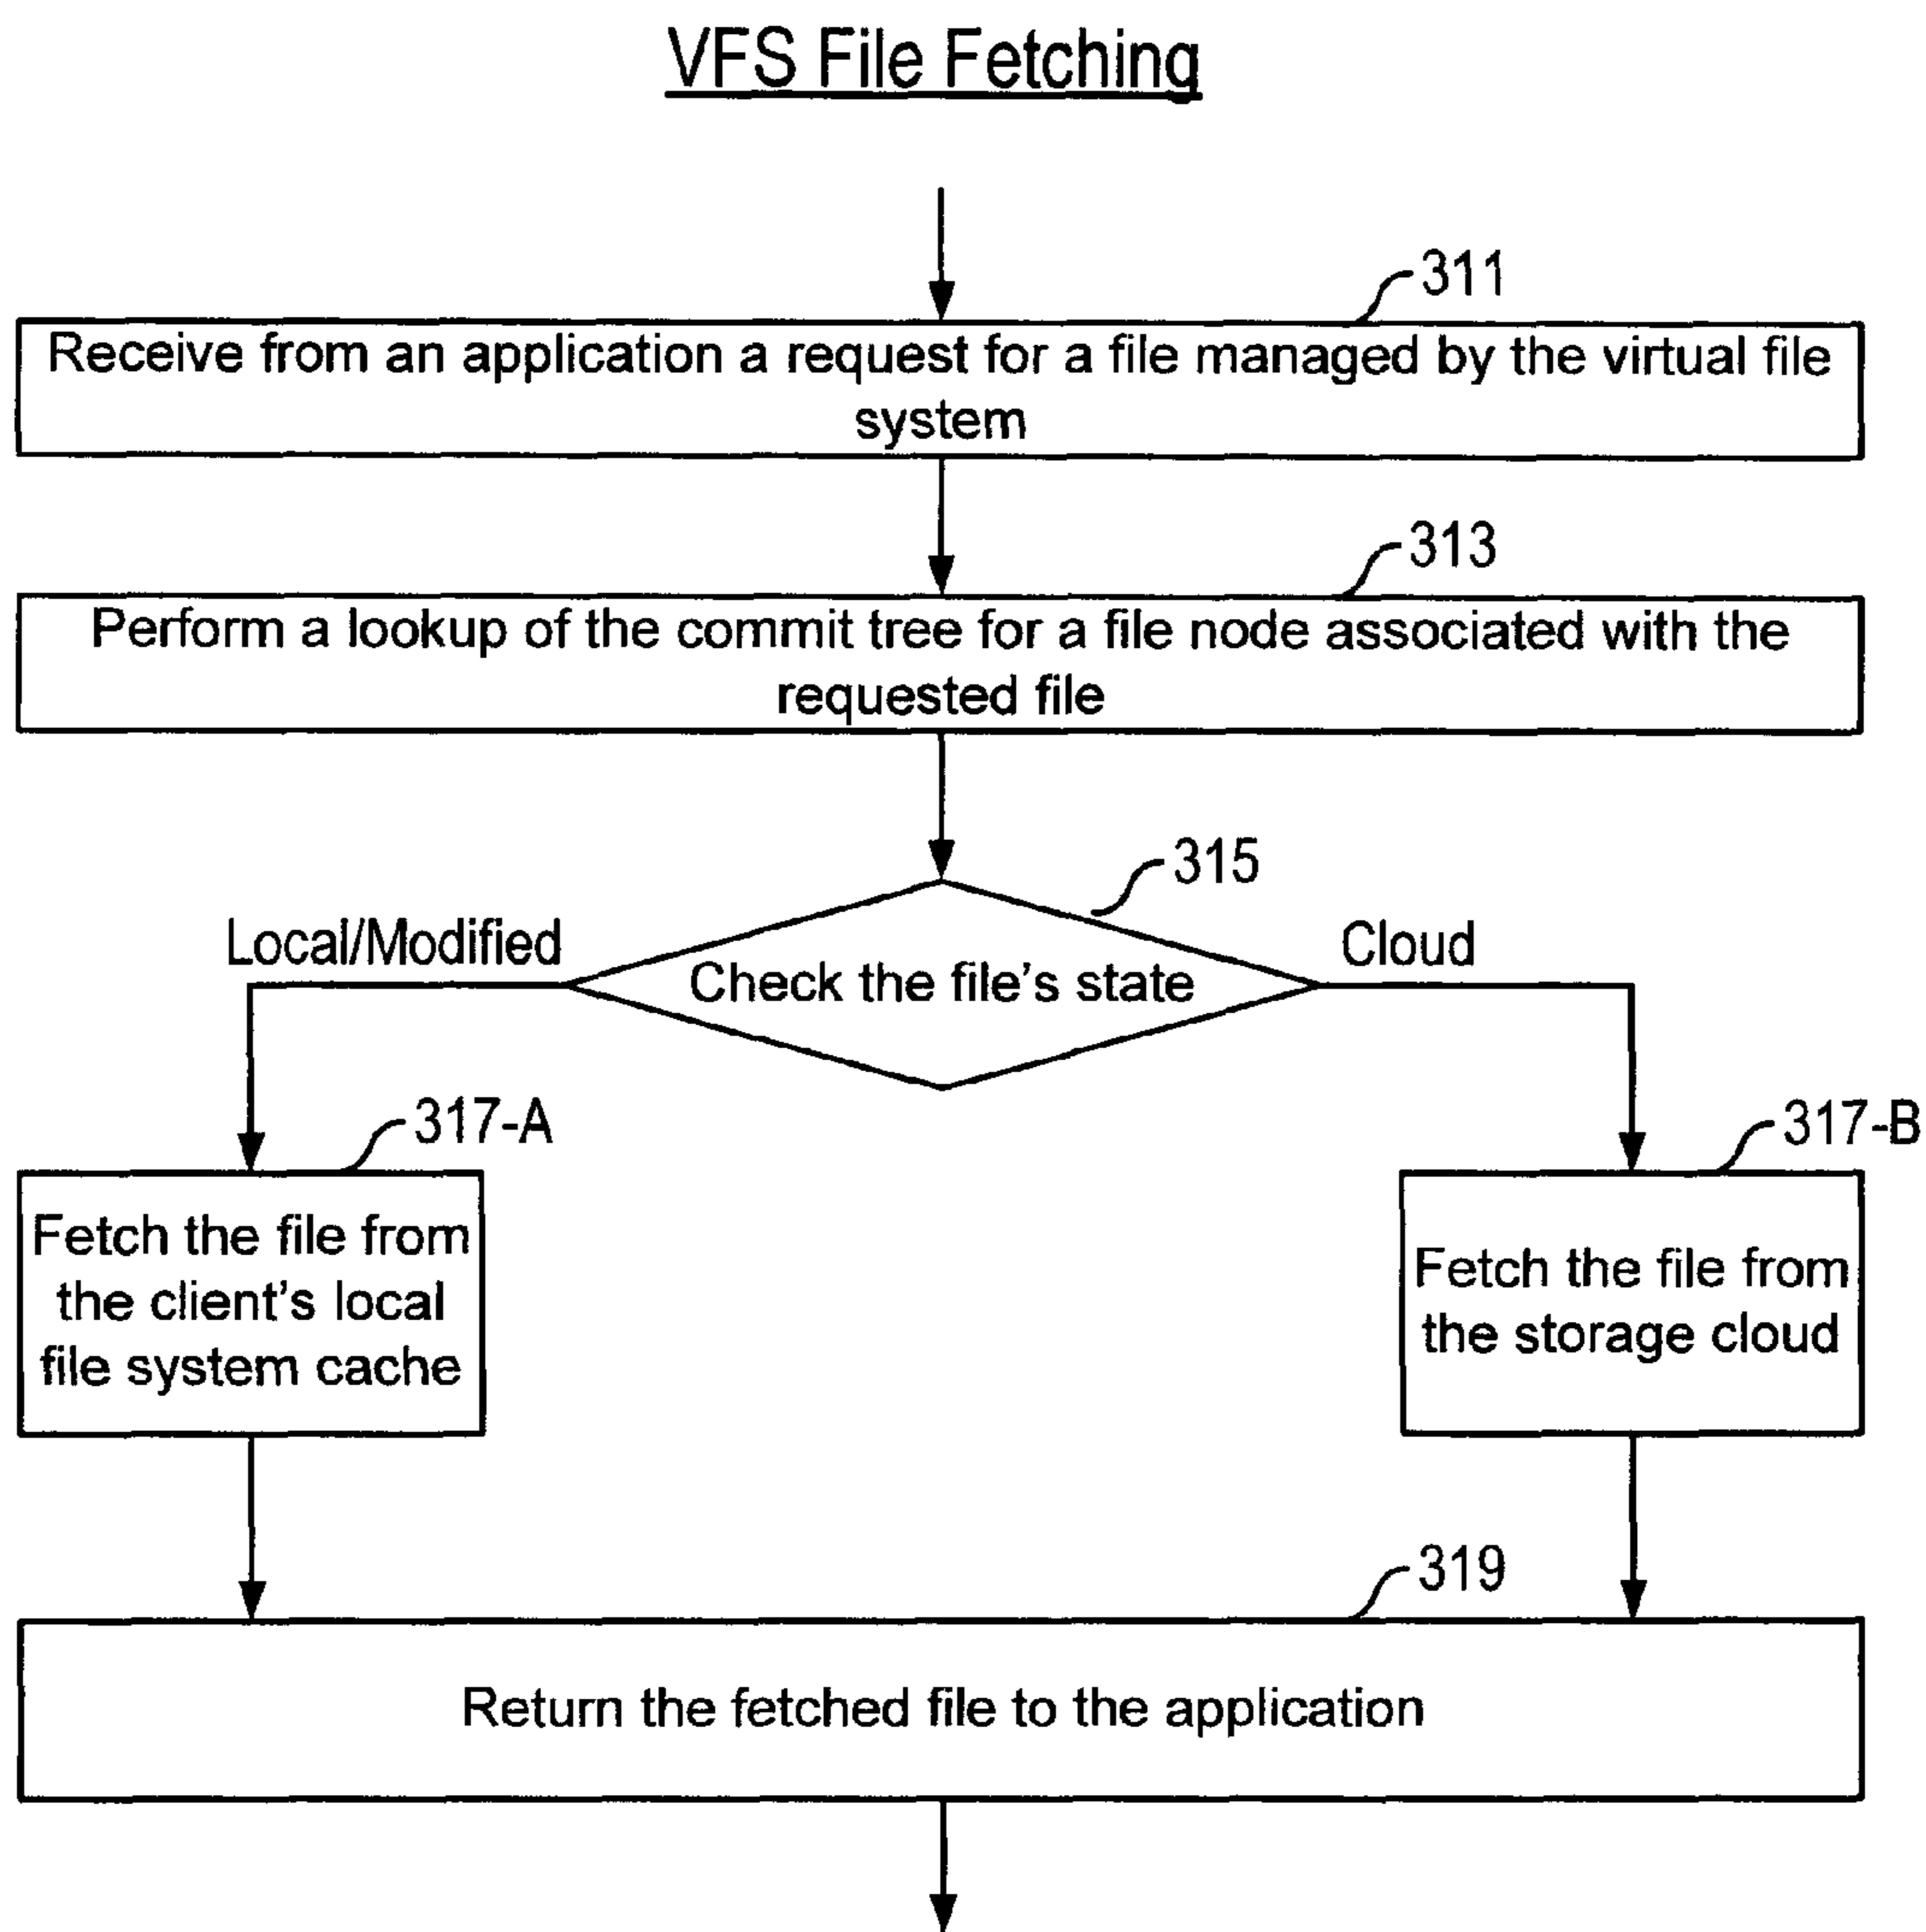 VFS File Fetching
311
Receive from an application a request for a file managed by the virtual file
system
313
Perform a lookup of the commit tree for a file node associated with the
requested file
315
Local/Modified
Cloud
Check the file's state
317-A
317-B
Fetch the file from
the client's local
file system cache
Fetch the file from
the storage cloud
319
Return the fetched file to the application